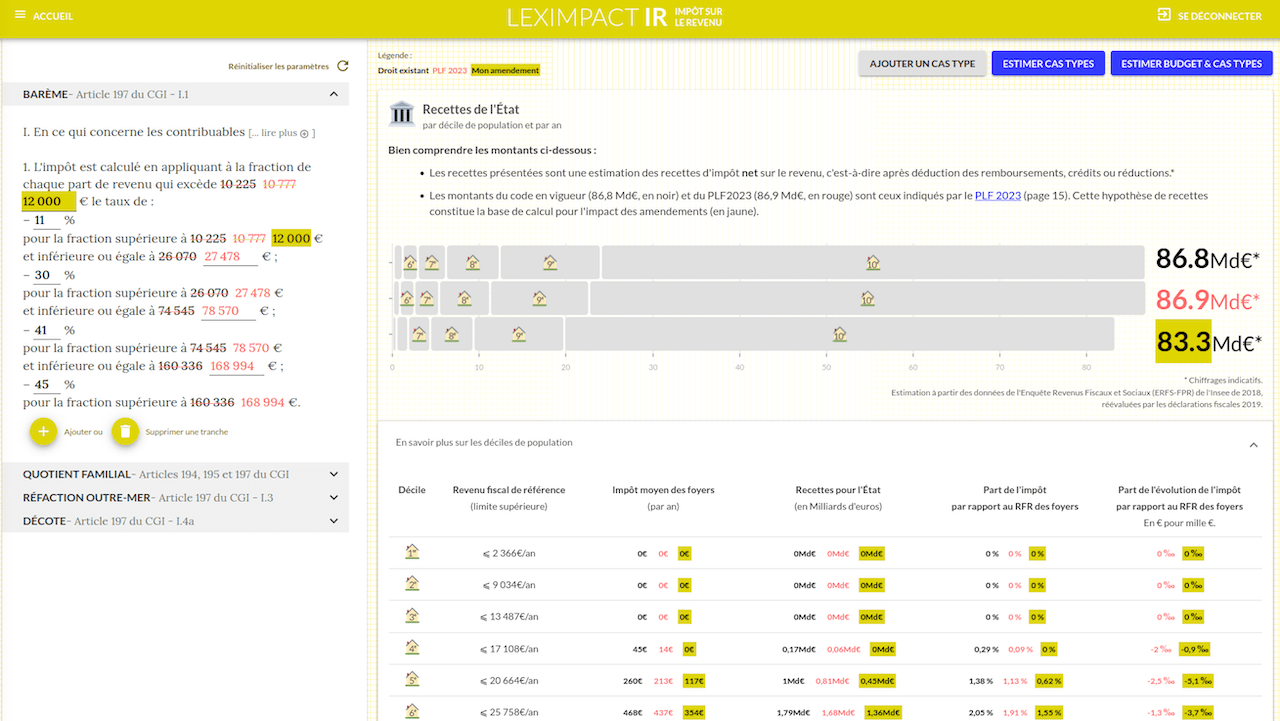 ACCUEIL
LEXIMPACT IR IMPÔT SUR LE REVENU
SE DÉCONNECTER
Réinitialiser les paramètres
BARÈME- Article 197 du CGI - I.1
I. En ce qui concerne les contribuables [... lire plus ]
1. L'impôt est calculé en appliquant à la fraction de
chaque part de revenu qui excède 10 225 10 777
12 000 € le taux de :
– 11 %
pour la fraction supérieure à 10 225 10 777 12 000 €
et inférieure ou égale à 26 070 27 478 € ;
– 30 %
pour la fraction supérieure à 26 070 27 478 €
et inférieure ou égale à 74 545 78 570 € ;
– 41 %
pour la fraction supérieure à 74 545 78 570 €
et inférieure ou égale à 160 336 168 994 € ;
– 45 %
pour la fraction supérieure à 160 336 168 994 €.
+ Ajouter ou Supprimer une tranche
QUOTIENT FAMILIAL- Articles 194, 195 et 197 du CGI
RÉFACTION OUTRE-MER- Article 197 du CGI - I.3
DÉCOTE- Article 197 du CGI - I.4a
Légende :
Droit existant PLF 2023 Mon amendement
AJOUTER UN CAS TYPE
ESTIMER CAS TYPES
ESTIMER BUDGET & CAS TYPES
Recettes de l'État
par décile de population et par an
Bien comprendre les montants ci-dessous :
• Les recettes présentées sont une estimation des recettes d'impôt net sur le revenu, c'est-à-dire après déduction des remboursements, crédits ou réductions.*
• Les montants du code en vigueur (86,8 Md€, en noir) et du PLF2023 (86,9 Md€, en rouge) sont ceux indiqués par le PLF 2023 (page 15). Cette hypothèse de recettes
constitue la base de calcul pour l'impact des amendements (en jaune).
6e 7e 8e 9e 10e 86.8Md€*
6e 7e 8e 9e 10e 86.9Md€*
7e 8e 9e 10e 83.3Md€*
0 10 20 30 40 50 60 70 80
* Chiffrages indicatifs.
Estimation à partir des données de l'Enquête Revenus Fiscaux et Sociaux (ERFS-FPR) de l'Insee de 2018,
réévaluées par les déclarations fiscales 2019.
En savoir plus sur les déciles de population
Décile Revenu fiscal de référence Impôt moyen des foyers Recettes pour l'État Part de l'impôt Part de l'évolution de l'impôt
(limite supérieure) (par an) (en Milliards d'euros) par rapport au RFR des foyers par rapport au RFR des foyers
En € pour mille €.
1er ⩽ 2 366€/an 0€ 0€ 0€ 0Md€ 0Md€ 0Md€ 0 % 0 % 0 % 0 ‰ 0 ‰
2e ⩽ 9 034€/an 0€ 0€ 0€ 0Md€ 0Md€ 0Md€ 0 % 0 % 0 % 0 ‰ 0 ‰
3e ⩽ 13 487€/an 0€ 0€ 0€ 0Md€ 0Md€ 0Md€ 0 % 0 % 0 % 0 ‰ 0 ‰
4e ⩽ 17 108€/an 45€ 14€ 0€ 0,17Md€ 0,06Md€ 0Md€ 0,29 % 0,09 % 0 % -2 ‰ -0,9 ‰
5e ⩽ 20 664€/an 260€ 213€ 117€ 1Md€ 0,81Md€ 0,45Md€ 1,38 % 1,13 % 0,62 % -2,5 ‰ -5,1 ‰
6e ⩽ 25 758€/an 468€ 437€ 354€ 1,79Md€ 1,68Md€ 1,36Md€ 2,05 % 1,91 % 1,55 % -1,3 ‰ -3,7 ‰